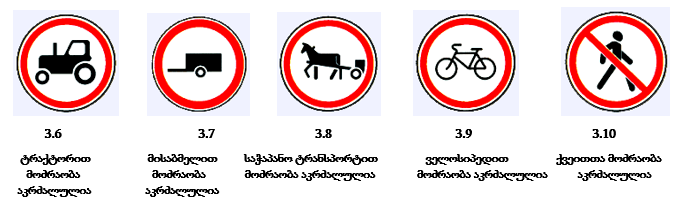 3.6 3.7 3.8 3.9 3.10
ტრაქტორით მისაბმელით საჭაპანო ტრანსპორტით ველოსიპედით ქვეითთა მოძრაობა
მოძრაობა მოძრაობა მოძრაობა აკრძალულია მოძრაობა აკრძალულია აკრძალულია
აკრძალულია აკრძალულია